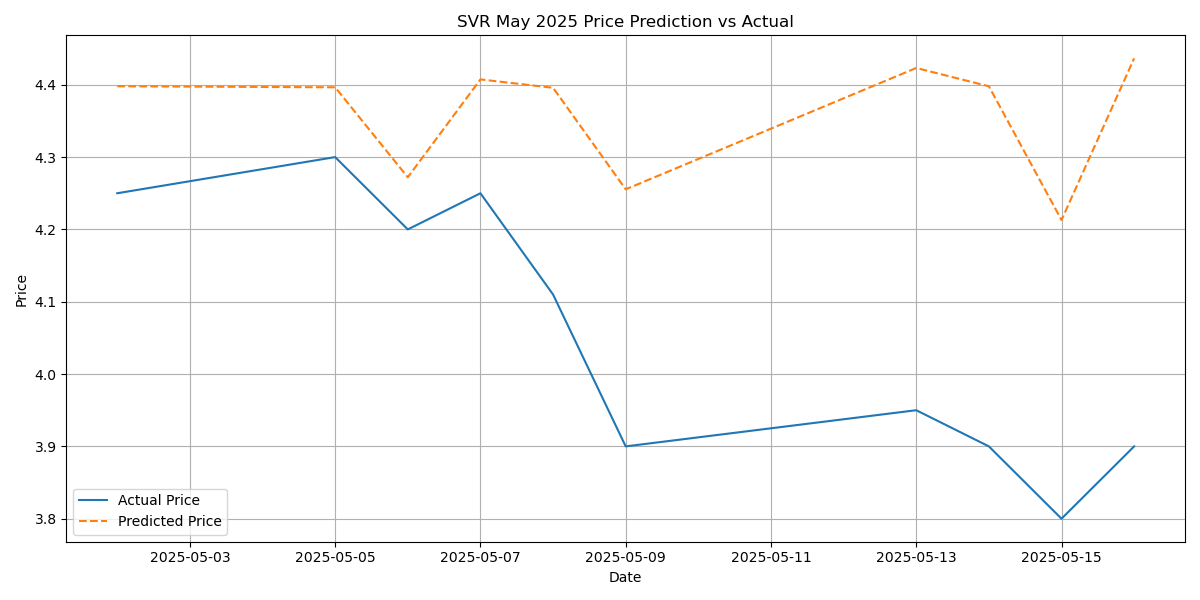 SVR May 2025 Price Prediction vs Actual
Price
4.4
4.3
4.2
4.1
4.0
3.9
3.8
Actual Price
Predicted Price
2025-05-03
2025-05-05
2025-05-07
2025-05-09
2025-05-11
2025-05-13
2025-05-15
Date